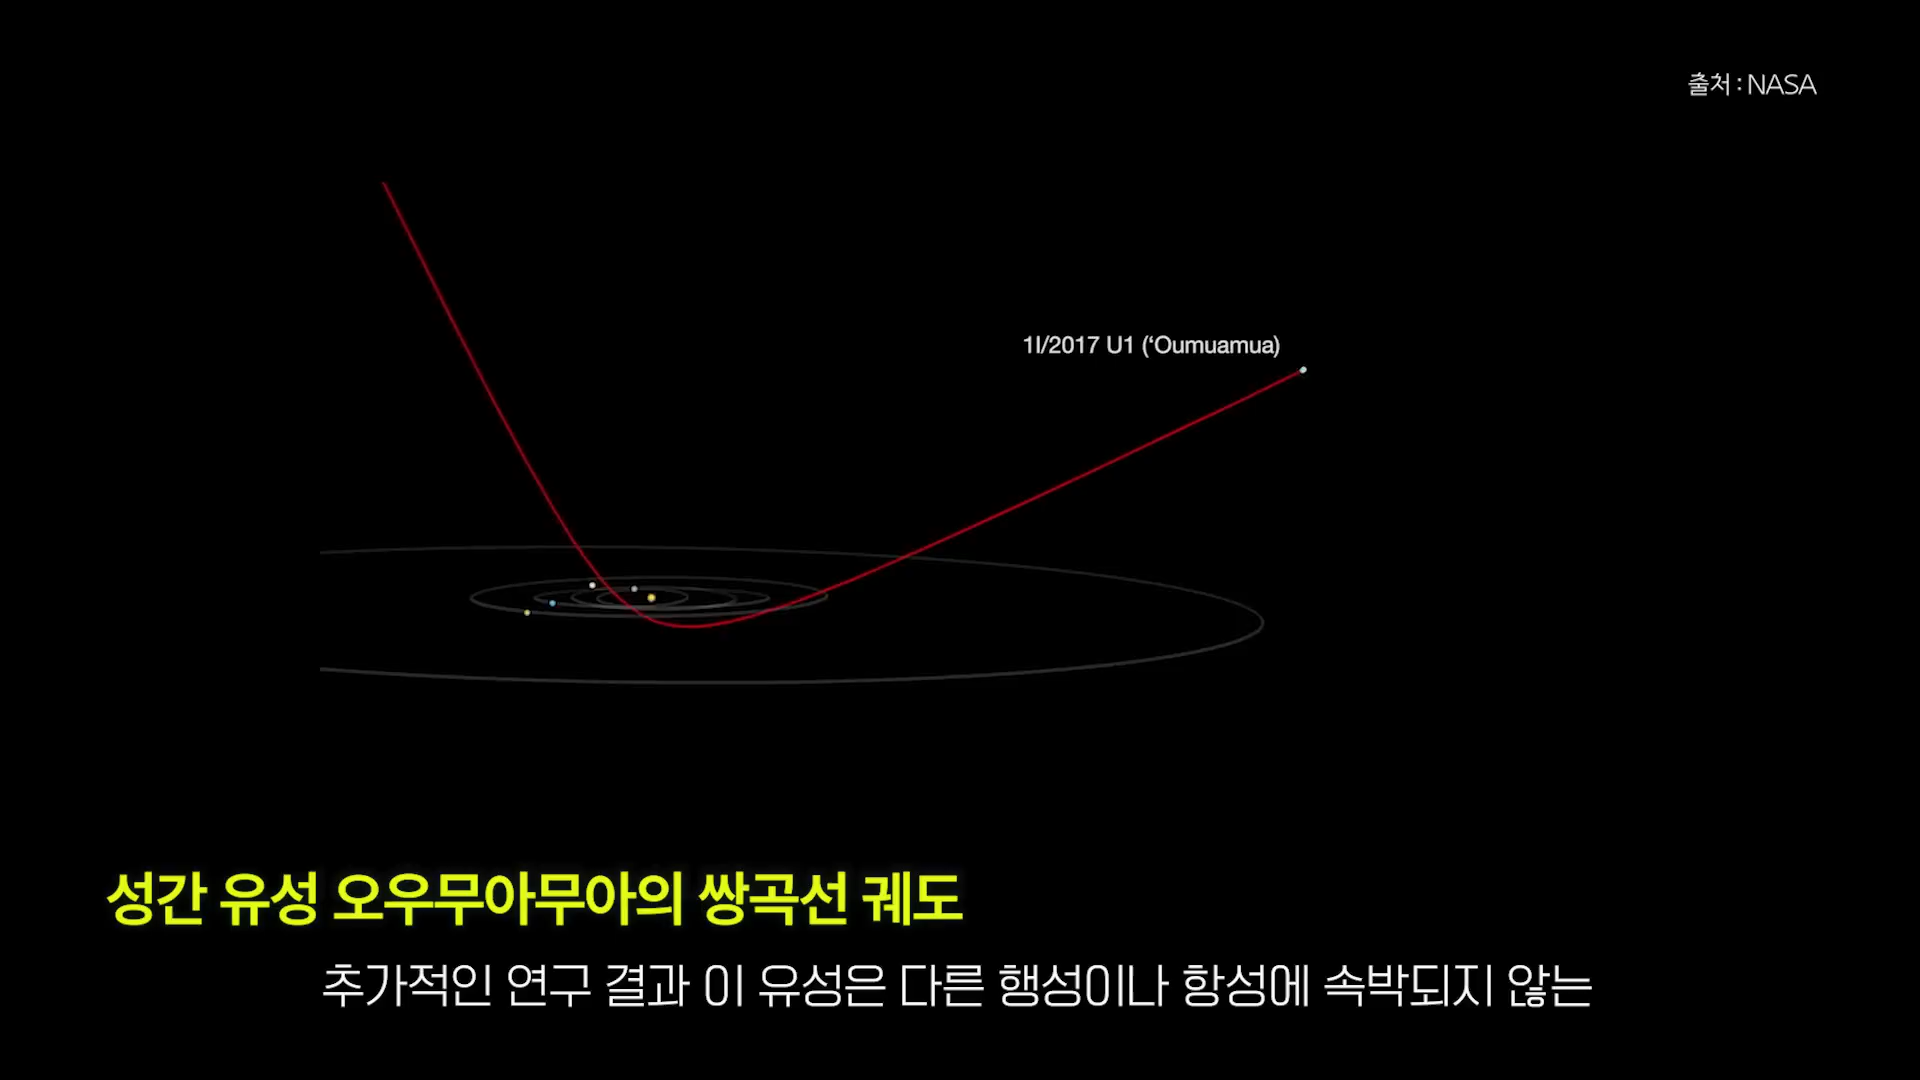 출처 : NASA
1I/2017 U1 (‘Oumuamua)
성간 유성 오우무아무아의 쌍곡선 궤도
추가적인 연구 결과 이 유성은 다른 행성이나 항성에 속박되지 않는